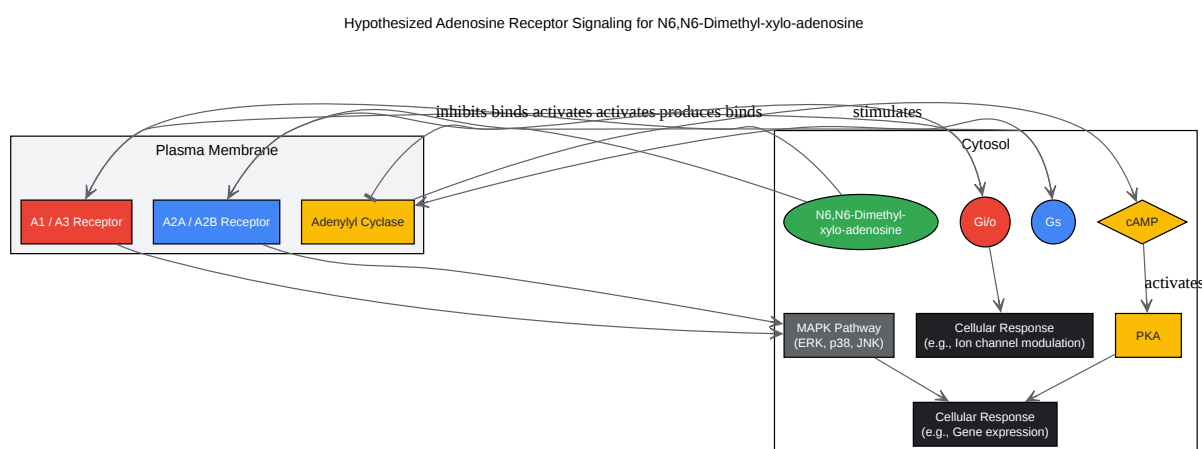 Hypothesized Adenosine Receptor Signaling for N6,N6-Dimethyl-xylo-adenosine
inhibits binds activates activates produces binds
stimulates
Plasma Membrane
Cytosol
A1 / A3 Receptor
A2A / A2B Receptor
Adenylyl Cyclase
N6,N6-Dimethyl-
xylo-adenosine
Gi/o
Gs
cAMP
activates
MAPK Pathway
(ERK, p38, JNK)
Cellular Response
(e.g., Ion channel modulation)
PKA
Cellular Response
(e.g., Gene expression)